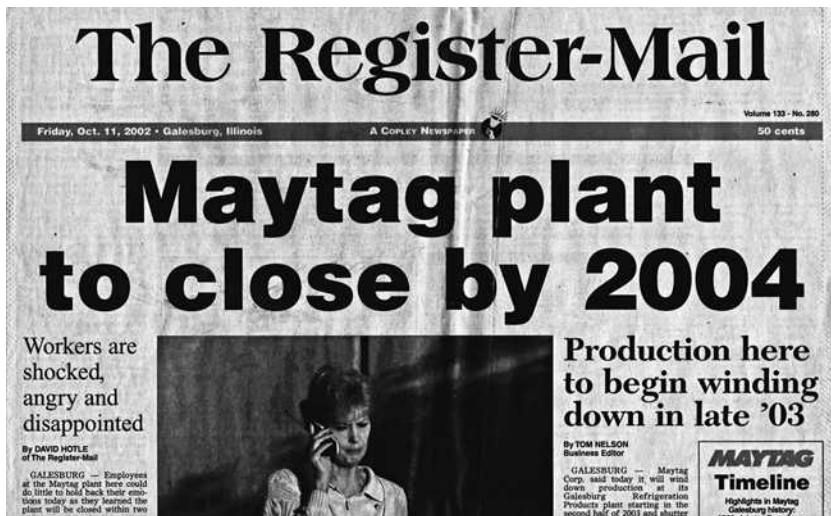 The Register-Mail
Volume 133 - No. 280
Friday, Oct. 11, 2002 • Galesburg, Illinois
A COPLEY NEWSPAPER
50 cents
Maytag plant
to close by 2004
Workers are
shocked,
angry and
disappointed
By DAVID HOTLE
of The Register-Mail
GALESBURG — Employees
at the Maytag plant here could
do little to hold back their emo-
tions today as they learned the
plant will be closed within two
Production here
to begin winding
down in late ’03
By TOM NELSON
Business Editor
GALESBURG — Maytag
Corp. said today it will wind
down production at its
Galesburg Refrigeration
Products plant starting in the
second half of 2003 and shutter
MAYTAG
Timeline
Highlights in Maytag
Galesburg history: